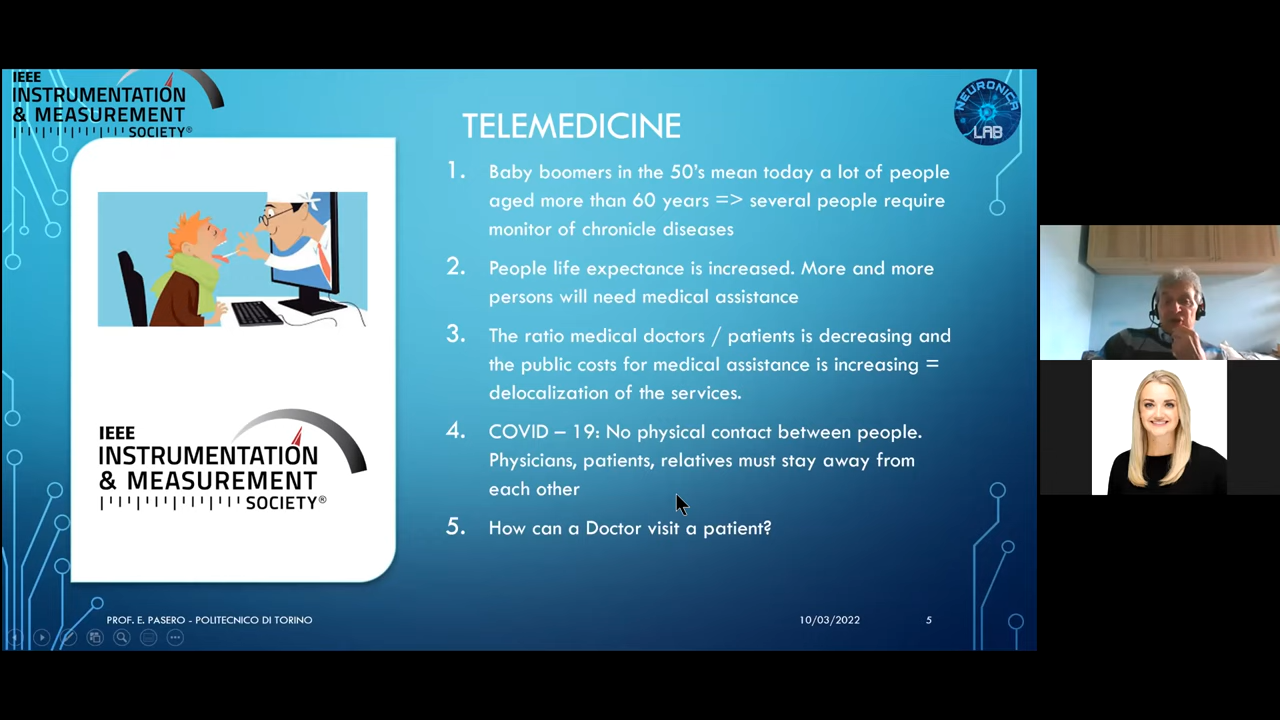 IEEE
INSTRUMENTATION
& MEASUREMENT
SOCIETY®
NEURONICA
LAB
TELEMEDICINE
1. Baby boomers in the 50's mean today a lot of people
aged more than 60 years => several people require
monitor of chronicle diseases
2. People life expectance is increased. More and more
persons will need medical assistance
3. The ratio medical doctors / patients is decreasing and
the public costs for medical assistance is increasing =
delocalization of the services.
4. COVID – 19: No physical contact between people.
Physicians, patients, relatives must stay away from
each other
5. How can a Doctor visit a patient?
IEEE
INSTRUMENTATION
& MEASUREMENT
SOCIETY®
PROF. E. PASERO - POLITECNICO DI TORINO
10/03/2022
5